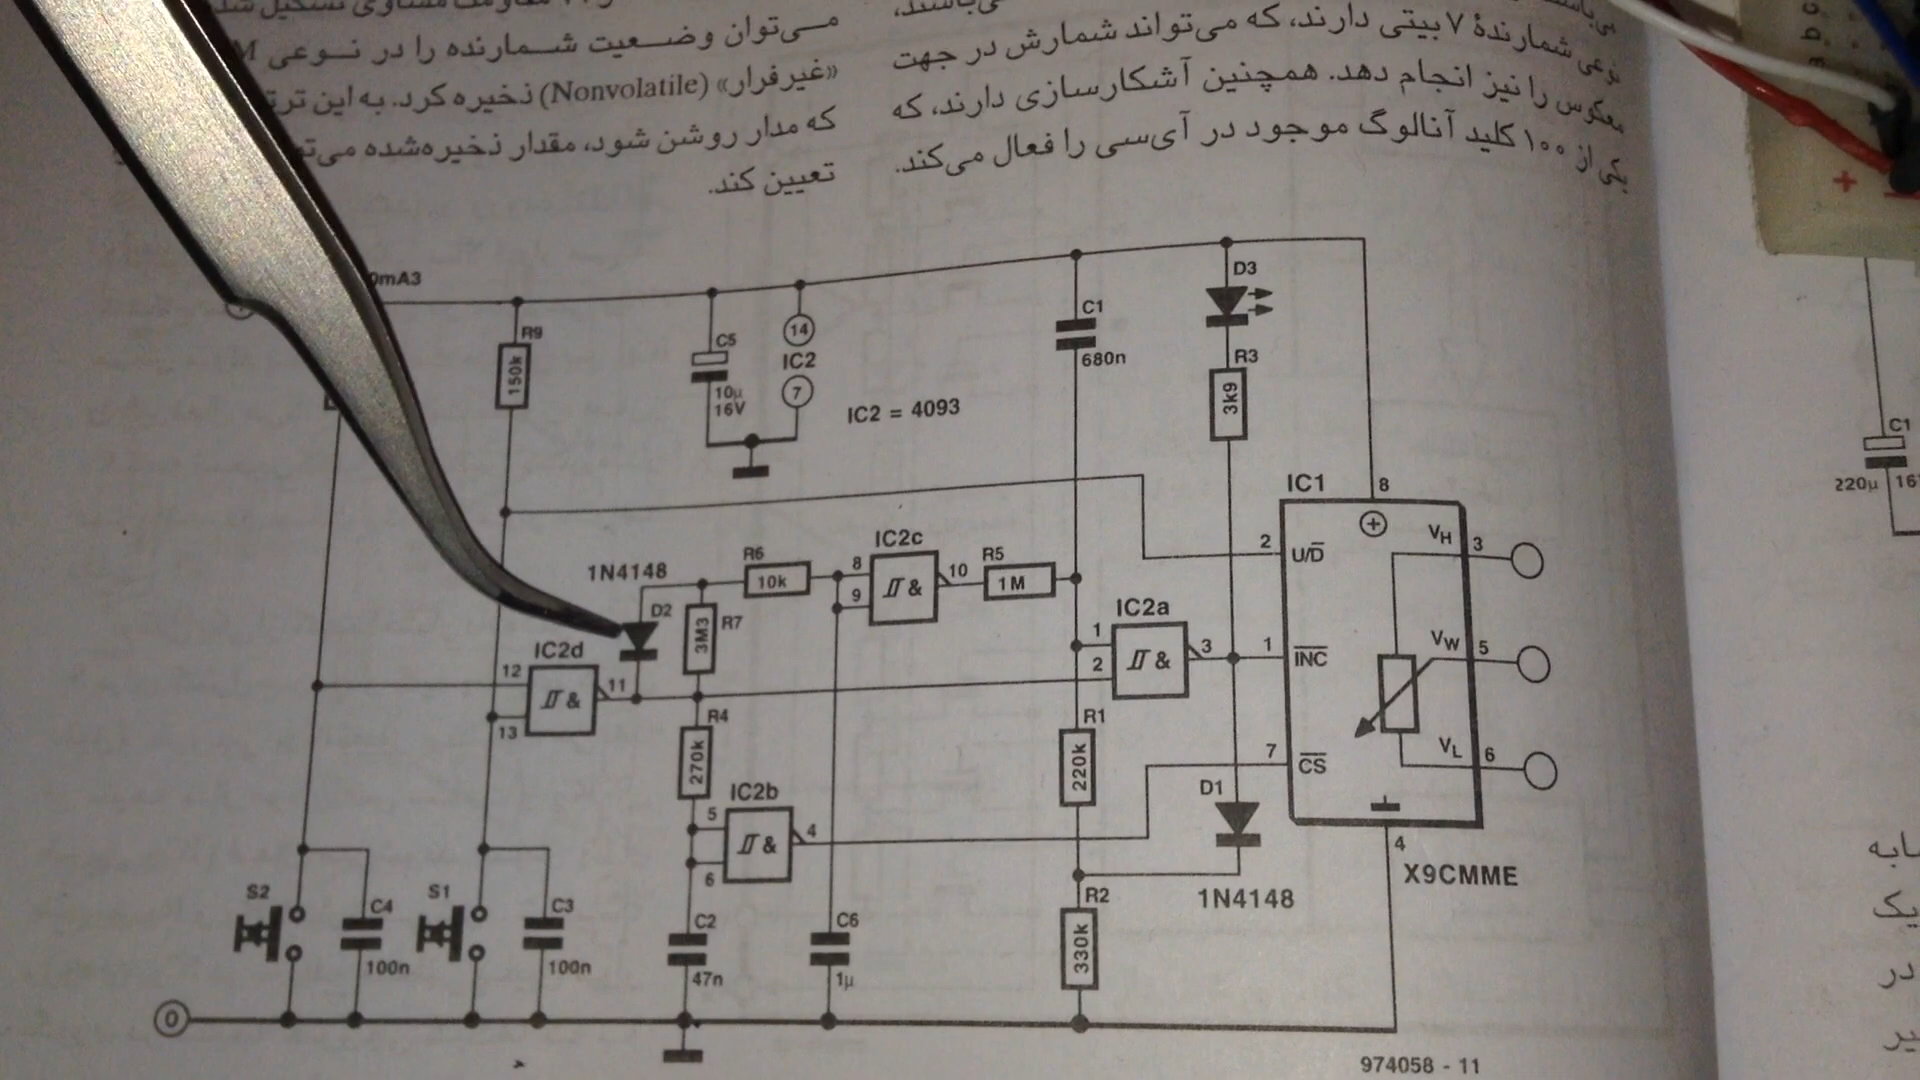 می‌توان وضعیت شمارنده را در نوعی
«غیرفرار» (Nonvolatile) ذخیره کرد. به این
که مدار روشن شود، مقدار ذخیره‌شده
تعیین کند.
شمارندهٔ ۷ بیتی دارند، که می‌تواند شمارش در جهت
معکوس را نیز انجام دهد. همچنین آشکارسازی دارند، که
یکی از ۱۰۰ کلید آنالوگ موجود در آی‌سی را فعال می‌کند.
mA3
R9
150k
C5
10µ
16V
14
IC2
7
IC2 = 4093
C1
680n
D3
R3
3k9
IC1
8
2
U/D̅
VH
3
1
INC
VW
5
7
CS
VL
6
4
X9CMME
1N4148
D2
R6
10k
R7
3M3
IC2c
8
9
10
R5
1M
IC2a
1
2
3
IC2d
12
13
11
&
&
&
&
R4
270k
IC2b
5
6
4
R1
220k
D1
1N4148
R2
330k
S2
C4
100n
S1
C3
100n
C2
47n
C6
1µ
0
974058 - 11
C1
220µ
16
+
b
c
یک
در